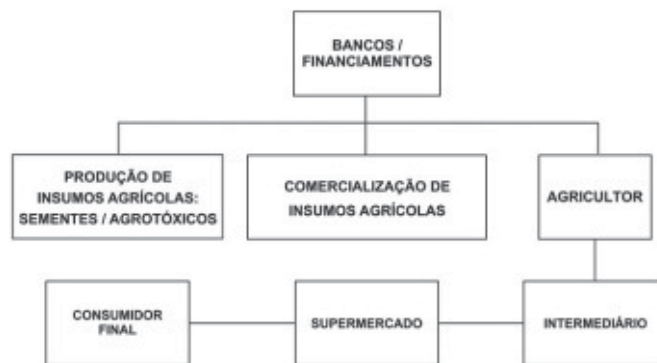 BANCOS /
FINANCIAMENTOS
PRODUÇÃO DE
INSUMOS AGRÍCOLAS:
SEMENTES / AGROTÓXICOS
COMERCIALIZAÇÃO DE
INSUMOS AGRÍCOLAS
AGRICULTOR
CONSUMIDOR
FINAL
SUPERMERCADO
INTERMEDIÁRIO